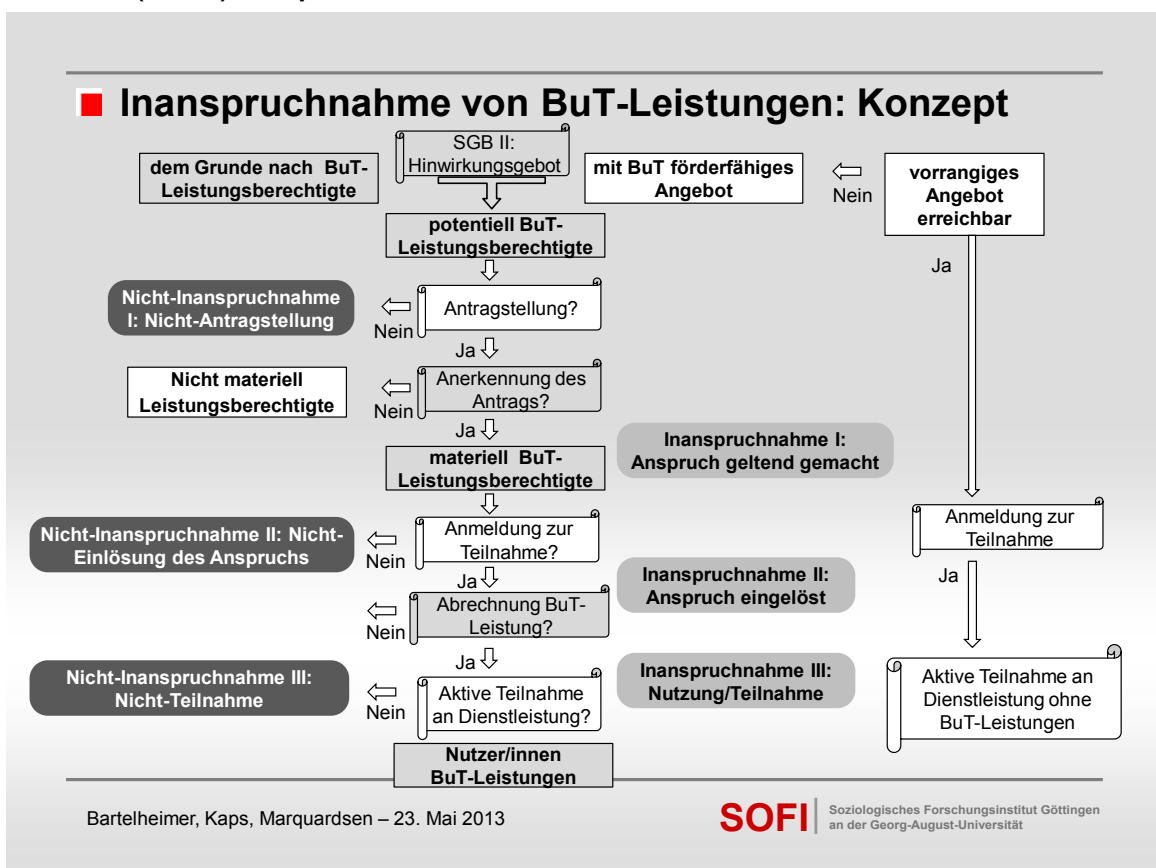 Inanspruchnahme von BuT-Leistungen: Konzept
SGB II:
Hinwirkungsgebot
dem Grunde nach BuT-
Leistungsberechtigte
mit BuT förderfähiges
Angebot
Nein
vorrangiges
Angebot
erreichbar
potentiell BuT-
Leistungsberechtigte
Ja
Nicht-Inanspruchnahme
I: Nicht-Antragstellung
Nein
Antragstellung?
Ja
Nicht materiell
Leistungsberechtigte
Nein
Anerkennung des
Antrags?
Ja
Inanspruchnahme I:
Anspruch geltend gemacht
materiell BuT-
Leistungsberechtigte
Nicht-Inanspruchnahme II: Nicht-
Einlösung des Anspruchs
Nein
Anmeldung zur
Teilnahme?
Anmeldung zur
Teilnahme
Ja
Ja
Inanspruchnahme II:
Anspruch eingelöst
Nein
Abrechnung BuT-
Leistung?
Ja
Nicht-Inanspruchnahme III:
Nicht-Teilnahme
Nein
Aktive Teilnahme
an Dienstleistung?
Inanspruchnahme III:
Nutzung/Teilnahme
Aktive Teilnahme an
Dienstleistung ohne
BuT-Leistungen
Nutzer/innen
BuT-Leistungen
Bartelheimer, Kaps, Marquardsen – 23. Mai 2013
SOFI
Soziologisches Forschungsinstitut Göttingen
an der Georg-August-Universität